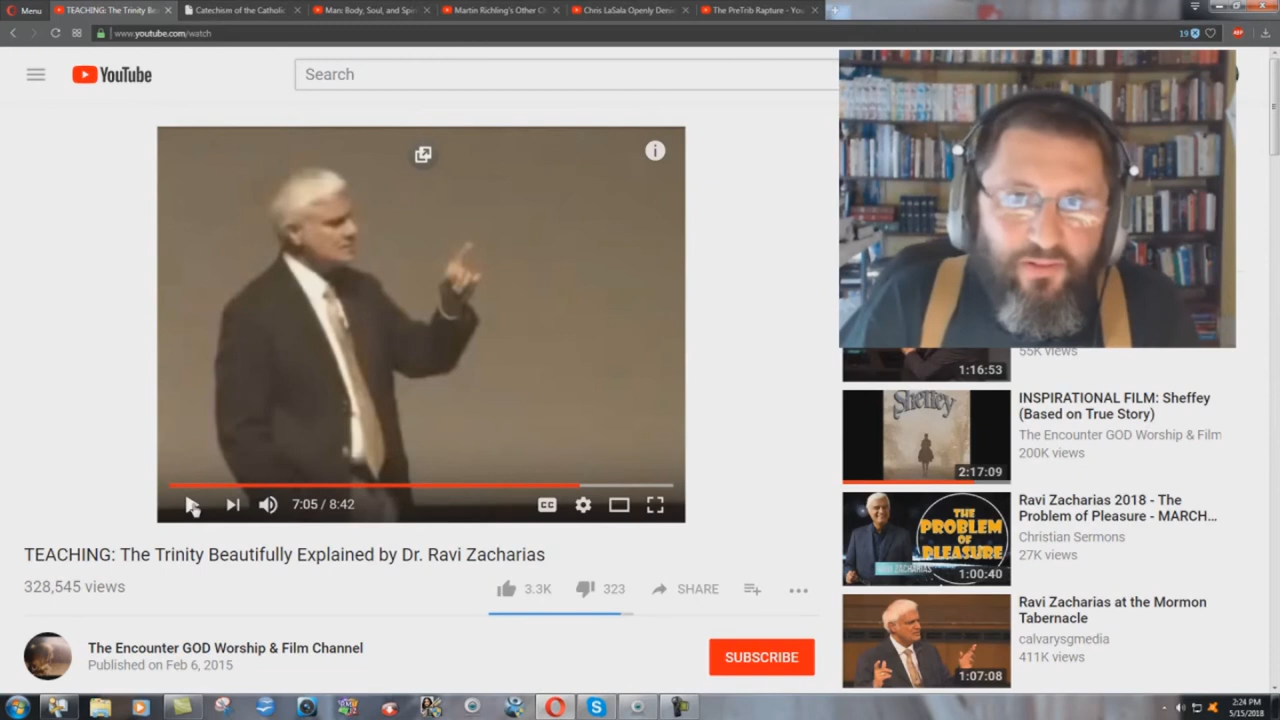 Menu
TEACHING: The Trinity Be
Catechism of the Catholic
Man: Body, Soul, and Spir
Martin Richling's Other C
Chris LaSala Openly Deni
The PreTrib Rapture - You
www.youtube.com/watch
19
ABP
YouTube
Search
i
7:05 / 8:42
CC
TEACHING: The Trinity Beautifully Explained by Dr. Ravi Zacharias
328,545 views
3.3K
323
SHARE
The Encounter GOD Worship & Film Channel
Published on Feb 6, 2015
SUBSCRIBE
55K views
1:16:53
Sheffey
2:17:09
INSPIRATIONAL FILM: Sheffey
(Based on True Story)
The Encounter GOD Worship & Film
200K views
THE
PROBLEM
OF
PLEASURE
RAVI ZACHARIAS
1:00:40
Ravi Zacharias 2018 - The
Problem of Pleasure - MARCH...
Christian Sermons
27K views
1:07:08
Ravi Zacharias at the Mormon
Tabernacle
calvarysgmedia
411K views
2:24 PM
5/15/2018